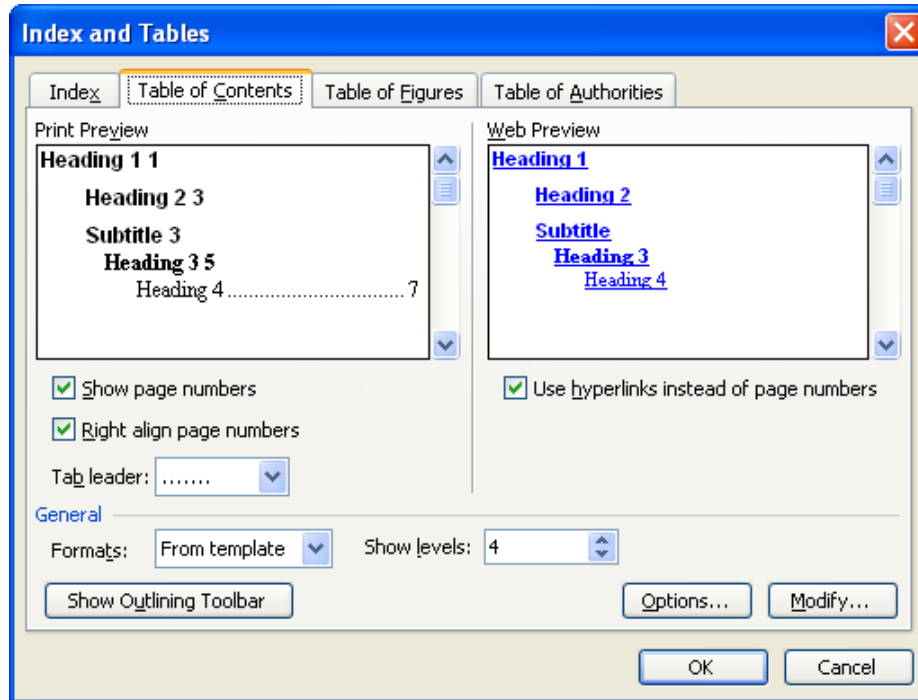 Index and Tables
Index
Table of Contents
Table of Figures
Table of Authorities
Print Preview
Heading 1 1
Heading 2 3
Subtitle 3
Heading 3 5
Heading 4..................................7
Show page numbers
Right align page numbers
Tab leader: .......
Web Preview
Heading 1
Heading 2
Subtitle
Heading 3
Heading 4
Use hyperlinks instead of page numbers
General
Formats: From template
Show levels: 4
Show Outlining Toolbar
Options...
Modify...
OK
Cancel